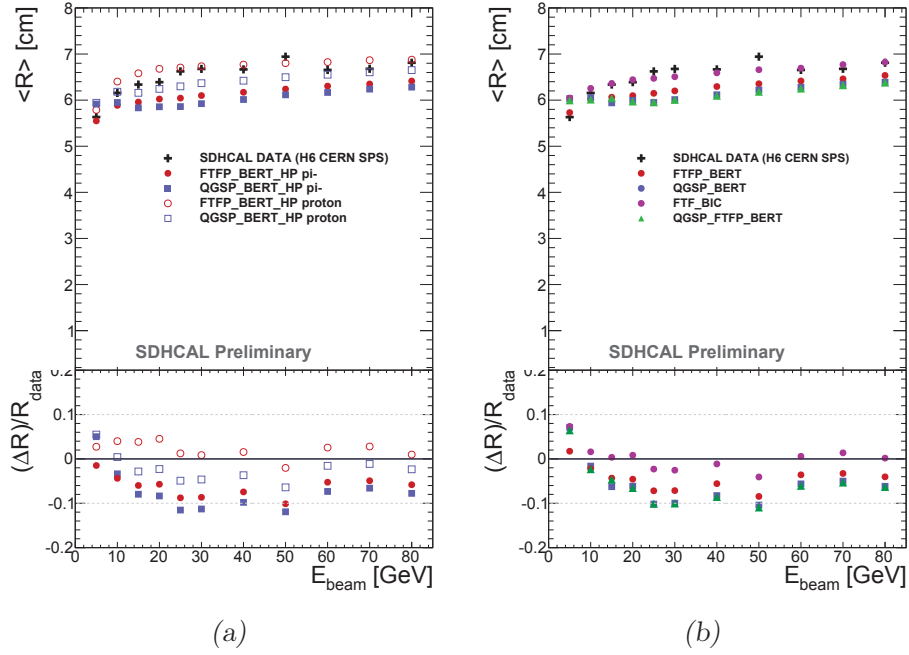 <R> [cm]
8
7
6
5
4
3
2
1
SDHCAL DATA (H6 CERN SPS)
FTFP_BERT_HP pi-
QGSP_BERT_HP pi-
FTFP_BERT_HP proton
QGSP_BERT_HP proton
SDHCAL Preliminary
(ΔR)/R_data
0.2
0.1
0
-0.1
-0.2
0 10 20 30 40 50 60 70 80
E_beam [GeV]
(a)
<R> [cm]
8
7
6
5
4
3
2
1
SDHCAL DATA (H6 CERN SPS)
FTFP_BERT
QGSP_BERT
FTF_BIC
QGSP_FTFP_BERT
SDHCAL Preliminary
(ΔR)/R_data
0.2
0.1
0
-0.1
-0.2
0 10 20 30 40 50 60 70 80
E_beam [GeV]
(b)